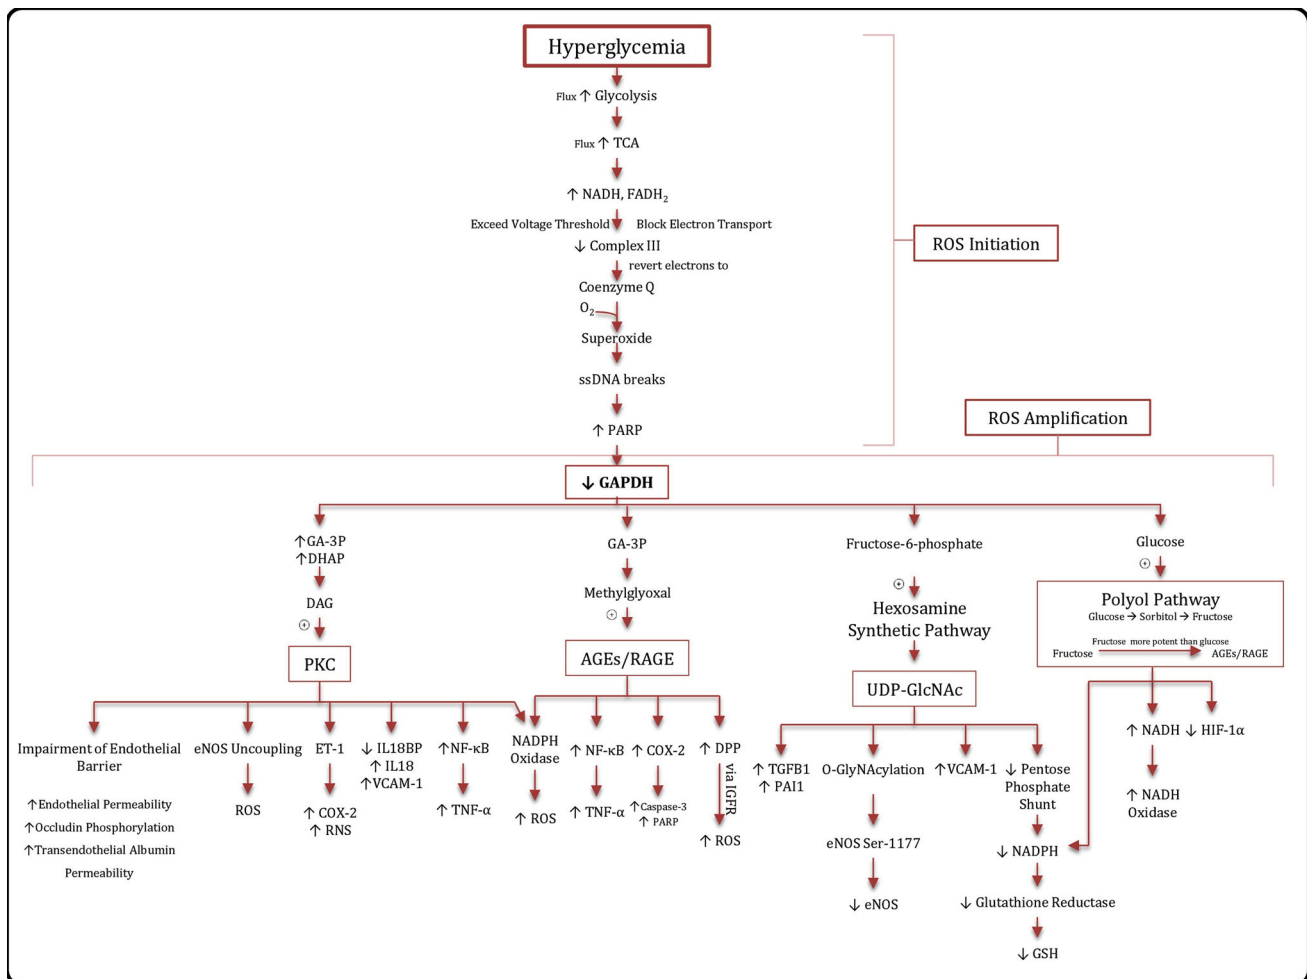 Hyperglycemia
Flux ↑ Glycolysis
Flux ↑ TCA
↑ NADH, FADH₂
Exceed Voltage Threshold Block Electron Transport
↓ Complex III
revert electrons to
Coenzyme Q
O₂
Superoxide
ssDNA breaks
↑ PARP
ROS Initiation
ROS Amplification
↓ GAPDH
↑GA-3P
↑DHAP
DAG
⊕
PKC
GA-3P
Methylglyoxal
⊕
AGEs/RAGE
Fructose-6-phosphate
⊕
Hexosamine
Synthetic Pathway
UDP-GlcNAc
Glucose
⊕
Polyol Pathway
Glucose → Sorbitol → Fructose
Fructose more potent than glucose
Fructose AGEs/RAGE
Impairment of Endothelial
Barrier
↑Endothelial Permeability
↑Occludin Phosphorylation
↑Transendothelial Albumin
Permeability
eNOS Uncoupling
ROS
ET-1
↑ COX-2
↑ RNS
↓ IL18BP
↑ IL18
↑VCAM-1
↑NF-κB
↑ TNF-α
NADPH
Oxidase
↑ ROS
↑ NF-κB
↑ TNF-α
↑ COX-2
↑Caspase-3
↑ PARP
↑ DPP
via IGFR
↑ ROS
↑ TGFB1
↑ PAI1
O-GlyNAcylation
eNOS Ser-1177
↓ eNOS
↑VCAM-1
↓ Pentose
Phosphate
Shunt
↓ NADPH
↓ Glutathione Reductase
↓ GSH
↑ NADH
↑ NADH
Oxidase
↓ HIF-1α